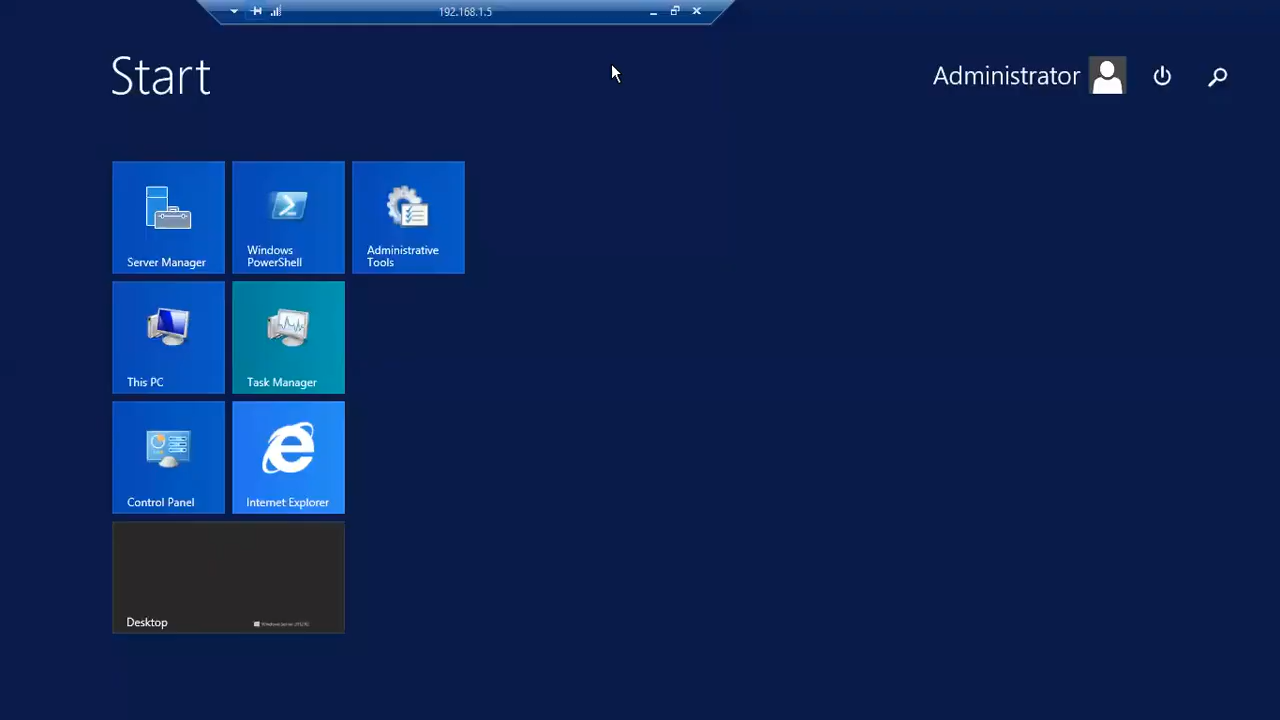 192.168.1.5
Start
Administrator
Server Manager
Windows
PowerShell
Administrative
Tools
This PC
Task Manager
Control Panel
Internet Explorer
Desktop